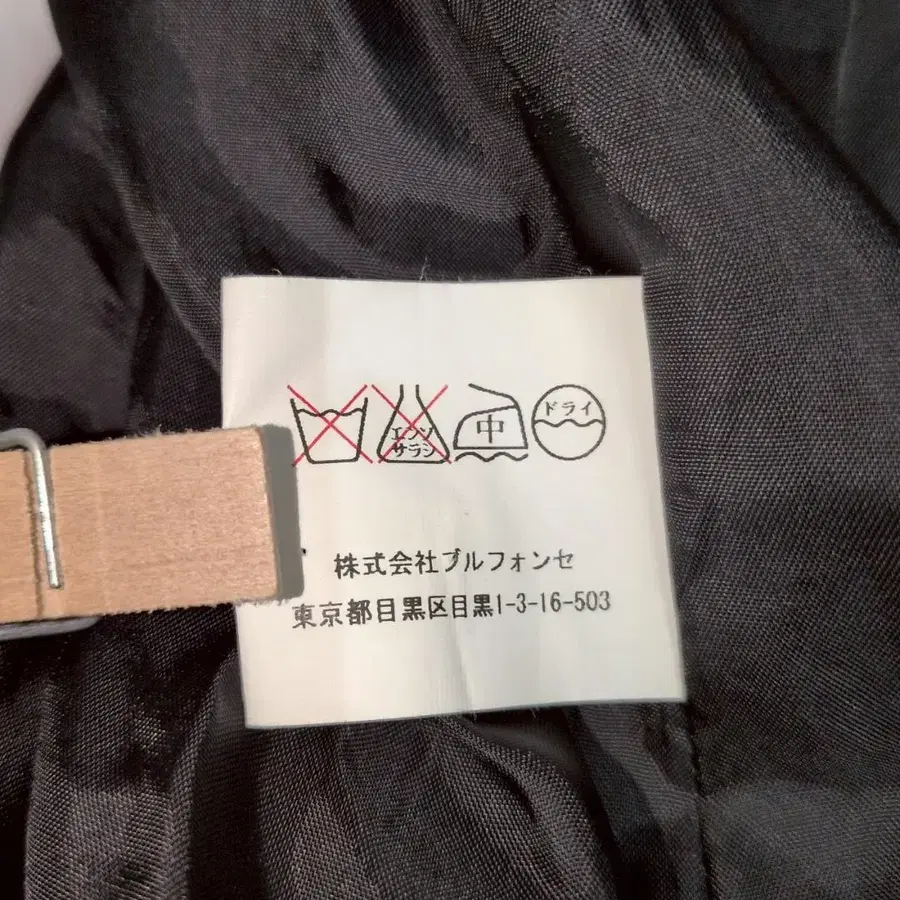 エンソ
サラシ
中
ドライ
株式会社ブルフォンセ
東京都目黒区目黒1-3-16-503